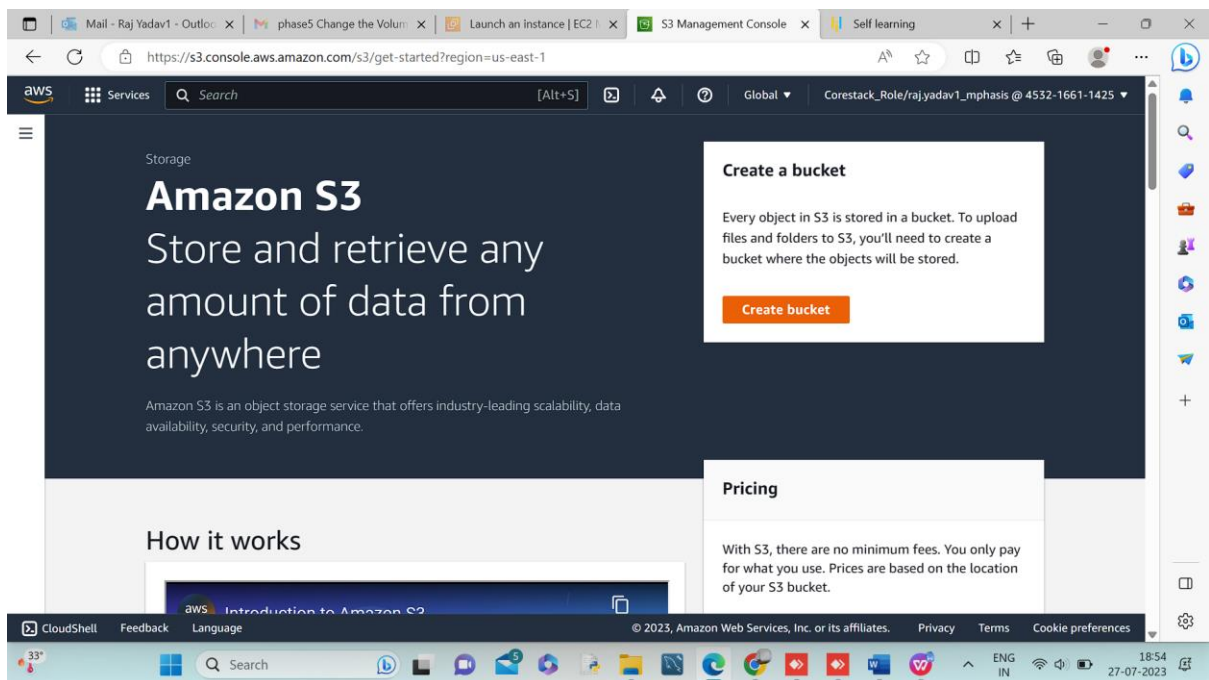 Mail - Raj Yadav1 - Outloo
phase5 Change the Volum
Launch an instance | EC2
S3 Management Console
Self learning
https://s3.console.aws.amazon.com/s3/get-started?region=us-east-1
aws
Services
Search
[Alt+S]
Global
Corestack_Role/raj.yadav1_mphasis @ 4532-1661-1425
Storage
Amazon S3
Store and retrieve any
amount of data from
anywhere
Amazon S3 is an object storage service that offers industry-leading scalability, data
availability, security, and performance.
Create a bucket
Every object in S3 is stored in a bucket. To upload
files and folders to S3, you'll need to create a
bucket where the objects will be stored.
Create bucket
Pricing
With S3, there are no minimum fees. You only pay
for what you use. Prices are based on the location
of your S3 bucket.
How it works
aws
Introduction to Amazon S3
CloudShell
Feedback
Language
© 2023, Amazon Web Services, Inc. or its affiliates.
Privacy
Terms
Cookie preferences
33°
Search
5
ENG
IN
18:54
27-07-2023